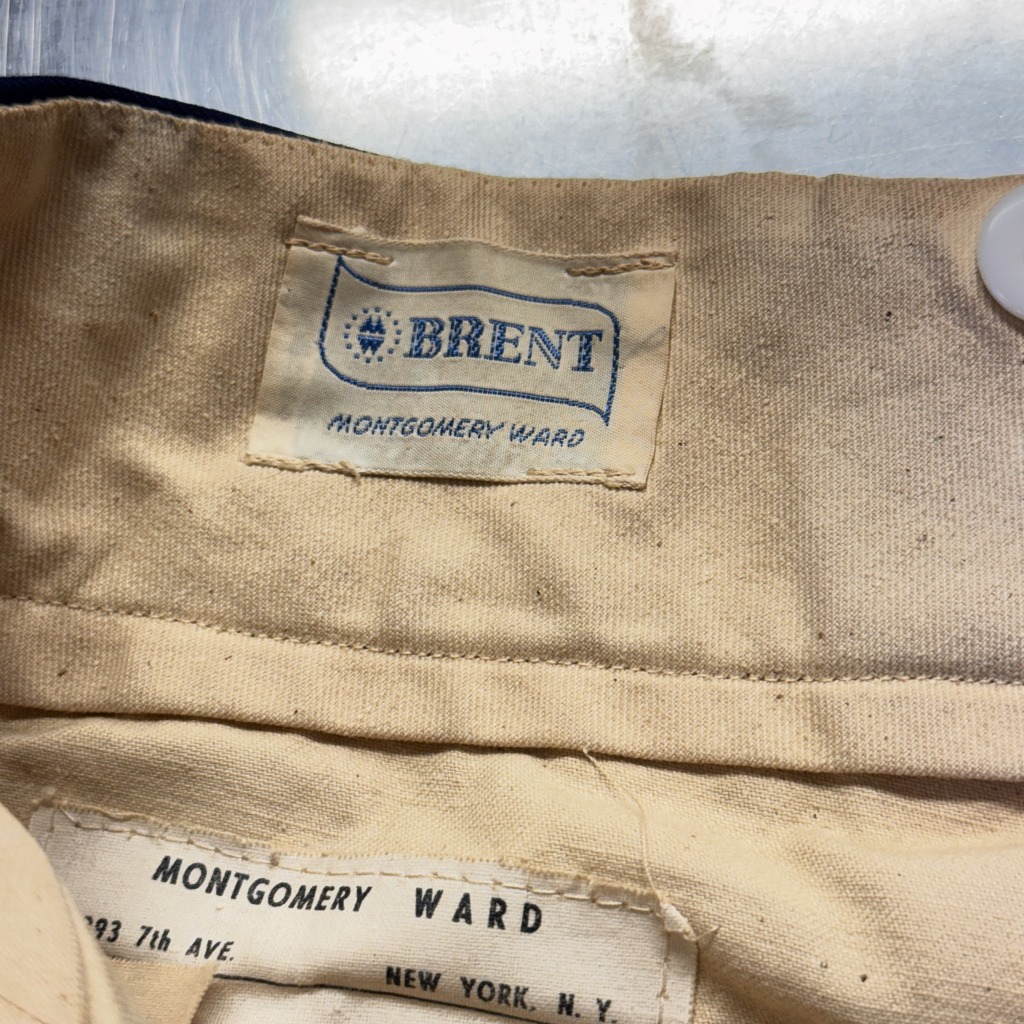 BRENT
MONTGOMERY WARD
MONTGOMERY WARD
7th AVE.
NEW YORK, N. Y.